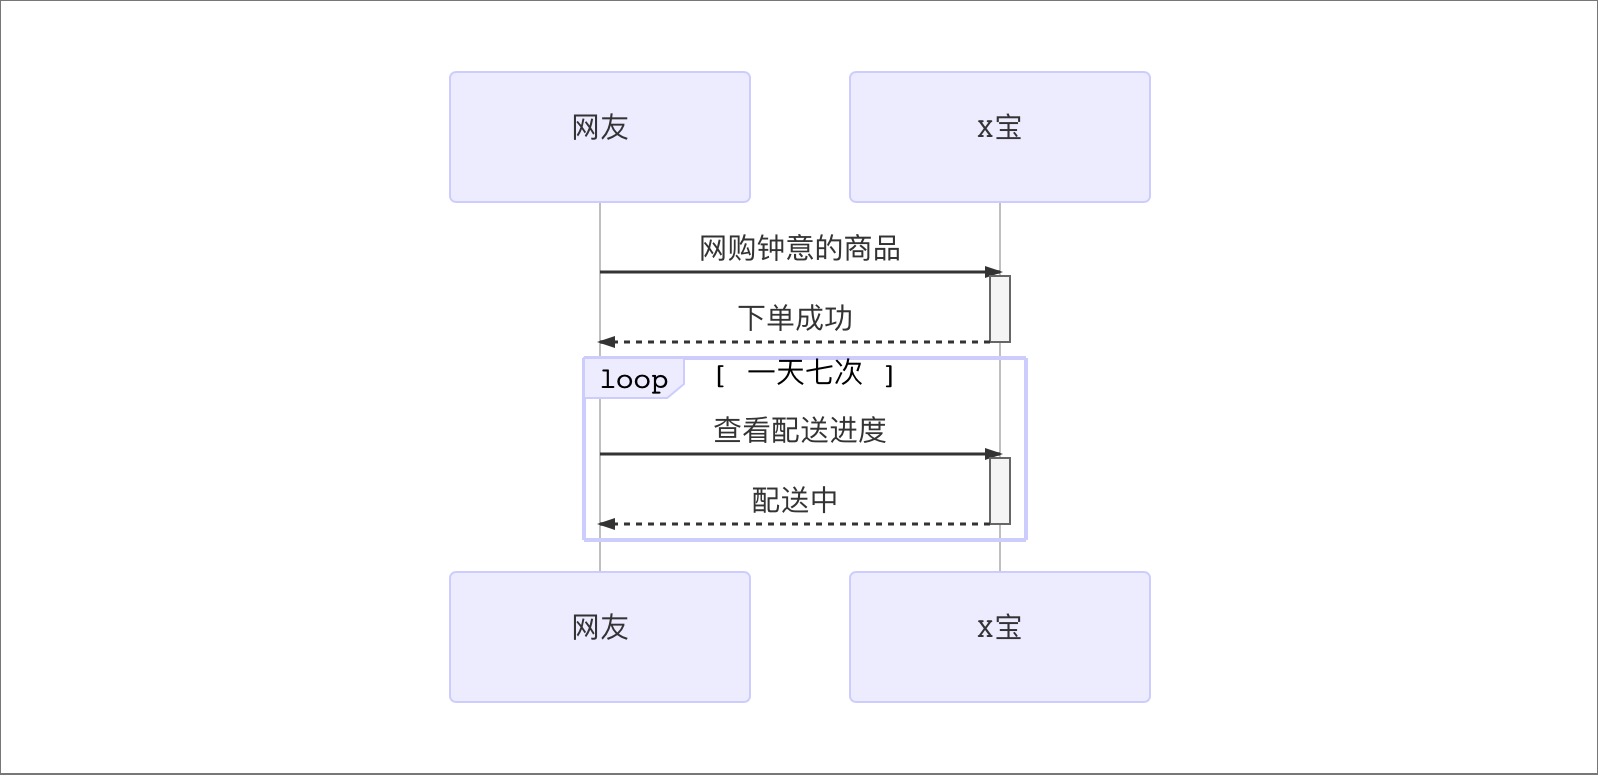 网友
x宝
网购钟意的商品
下单成功
loop
[ 一天七次 ]
查看配送进度
配送中
网友
x宝